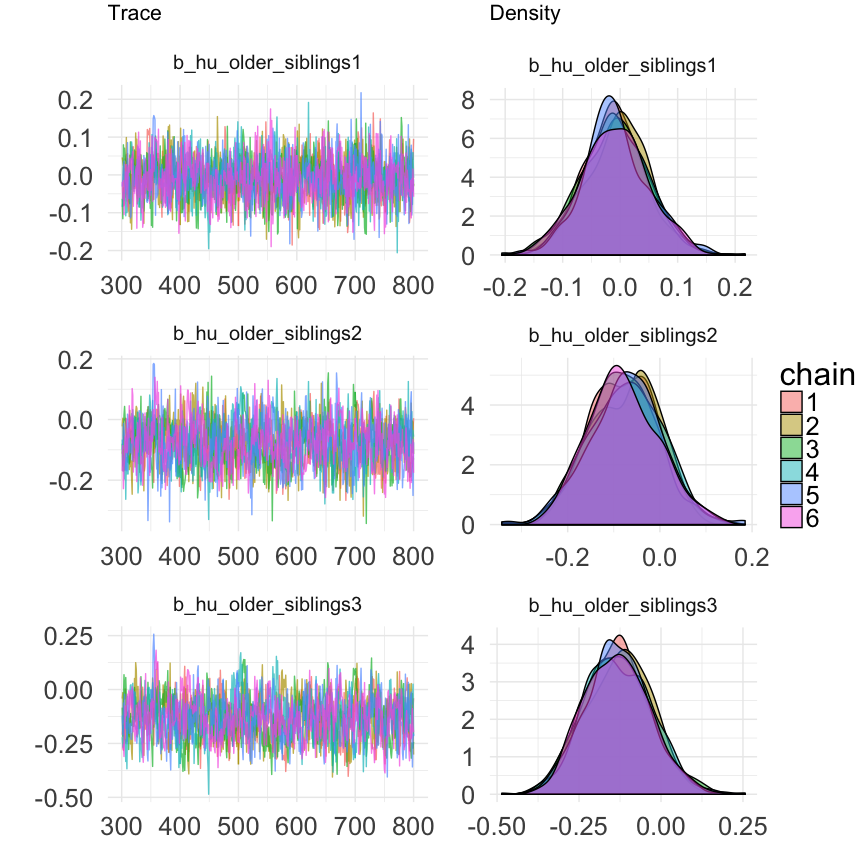 Trace
Density
b_hu_older_siblings1
0.2
0.1
0.0
-0.1
-0.2
300 400 500 600 700 800
b_hu_older_siblings1
8
6
4
2
0
-0.2 -0.1 0.0 0.1 0.2
b_hu_older_siblings2
0.2
0.0
-0.2
300 400 500 600 700 800
b_hu_older_siblings2
4
2
0
-0.2 0.0 0.2
b_hu_older_siblings3
0.25
0.00
-0.25
-0.50
300 400 500 600 700 800
b_hu_older_siblings3
4
3
2
1
0
-0.50 -0.25 0.00 0.25
chain
1
2
3
4
5
6